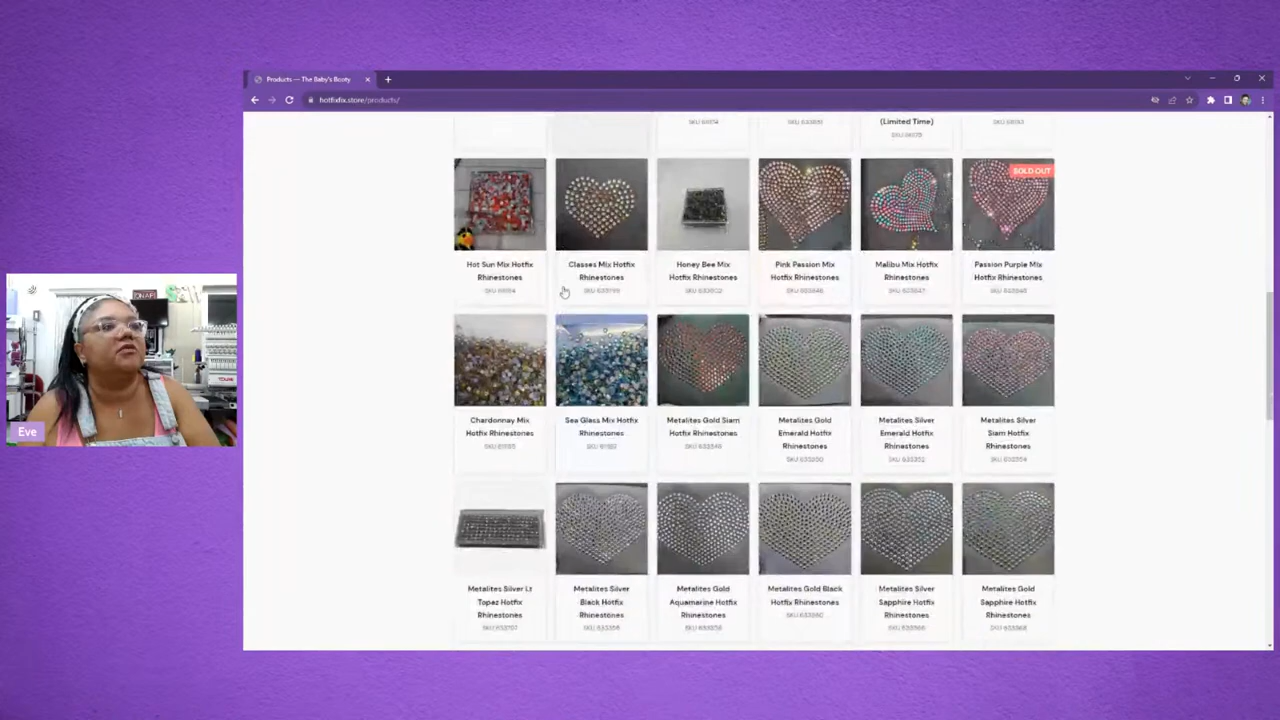 Products — The Baby's Booty
hotfixfix.store/products/
(Limited Time)
SOLD OUT
Hot Sun Mix Hotfix
Rhinestones
Classes Mix Hotfix
Rhinestones
Honey Bee Mix
Hotfix Rhinestones
Pink Passion Mix
Hotfix Rhinestones
Malibu Mix Hotfix
Rhinestones
Passion Purple Mix
Hotfix Rhinestones
Chardonnay Mix
Hotfix Rhinestones
Sea Glass Mix Hotfix
Rhinestones
Metalites Gold Siam
Hotfix Rhinestones
Metalites Gold
Emerald Hotfix
Rhinestones
Metalites Silver
Emerald Hotfix
Rhinestones
Metalites Silver
Siam Hotfix
Rhinestones
Eve
Metalites Silver Lt
Topaz Hotfix
Rhinestones
Metalites Silver
Black Hotfix
Rhinestones
Metalites Gold
Aquamarine Hotfix
Rhinestones
Metalites Gold Black
Hotfix Rhinestones
Metalites Silver
Sapphire Hotfix
Rhinestones
Metalites Gold
Sapphire Hotfix
Rhinestones